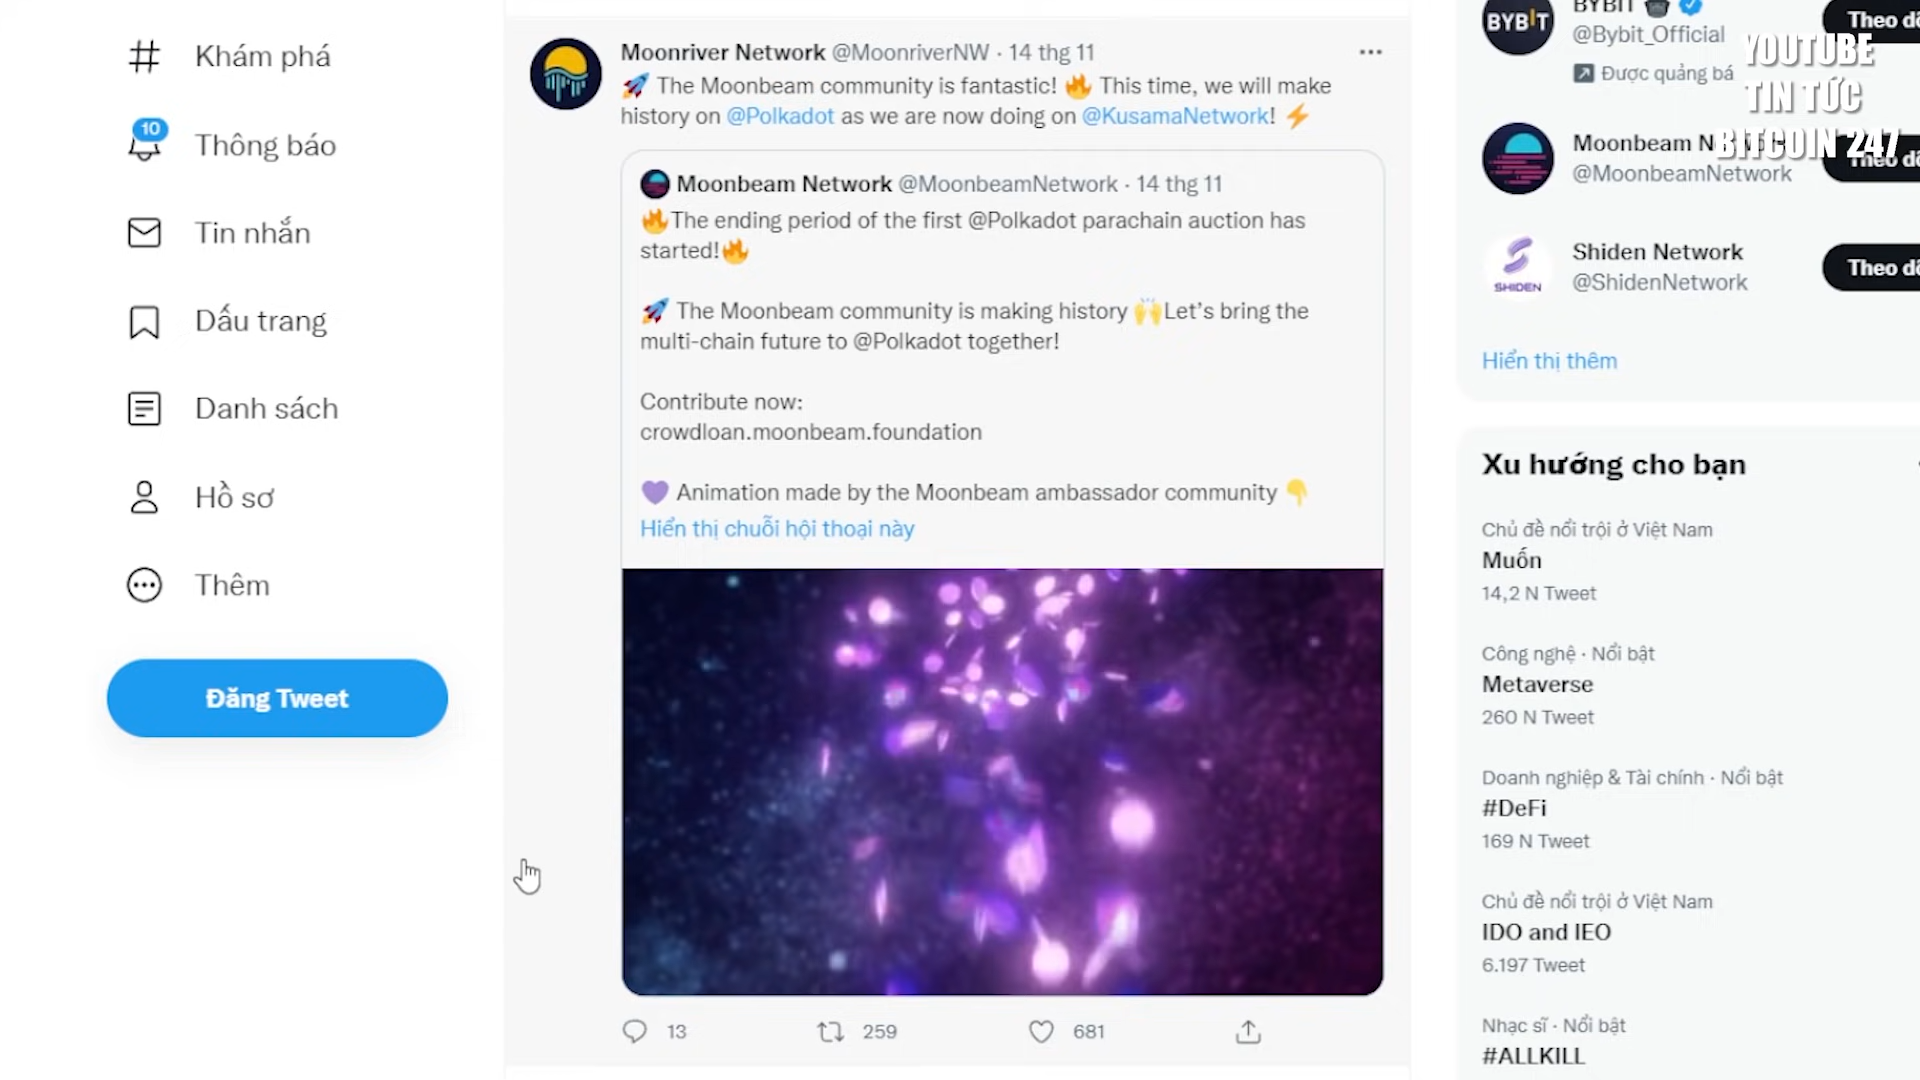 Khám phá
10
Thông báo
Tin nhắn
Dấu trang
Danh sách
Hồ sơ
Thêm
Đăng Tweet
Moonriver Network @MoonriverNW · 14 thg 11
🚀 The Moonbeam community is fantastic! 🔥 This time, we will make
history on @Polkadot as we are now doing on @KusamaNetwork! ⚡
Moonbeam Network @MoonbeamNetwork · 14 thg 11
🔥The ending period of the first @Polkadot parachain auction has
started!🔥
🚀 The Moonbeam community is making history 🙌Let’s bring the
multi-chain future to @Polkadot together!
Contribute now:
crowdloan.moonbeam.foundation
💜 Animation made by the Moonbeam ambassador community 👇
Hiển thị chuỗi hội thoại này
13
259
681
BYBIT
BYBIT
@Bybit_Official
Theo
Được quảng bá
YOUTUBE
TIN TỨC
BITCOIN 247
Moonbeam
@MoonbeamNetwork
Theo
SHIDEN
Shiden Network
@ShidenNetwork
Theo
Hiển thị thêm
Xu hướng cho bạn
Chủ đề nổi trội ở Việt Nam
Muốn
14,2 N Tweet
Công nghệ · Nổi bật
Metaverse
260 N Tweet
Doanh nghiệp & Tài chính · Nổi bật
#DeFi
169 N Tweet
Chủ đề nổi trội ở Việt Nam
IDO and IEO
6.197 Tweet
Nhạc sĩ · Nổi bật
#ALLKILL